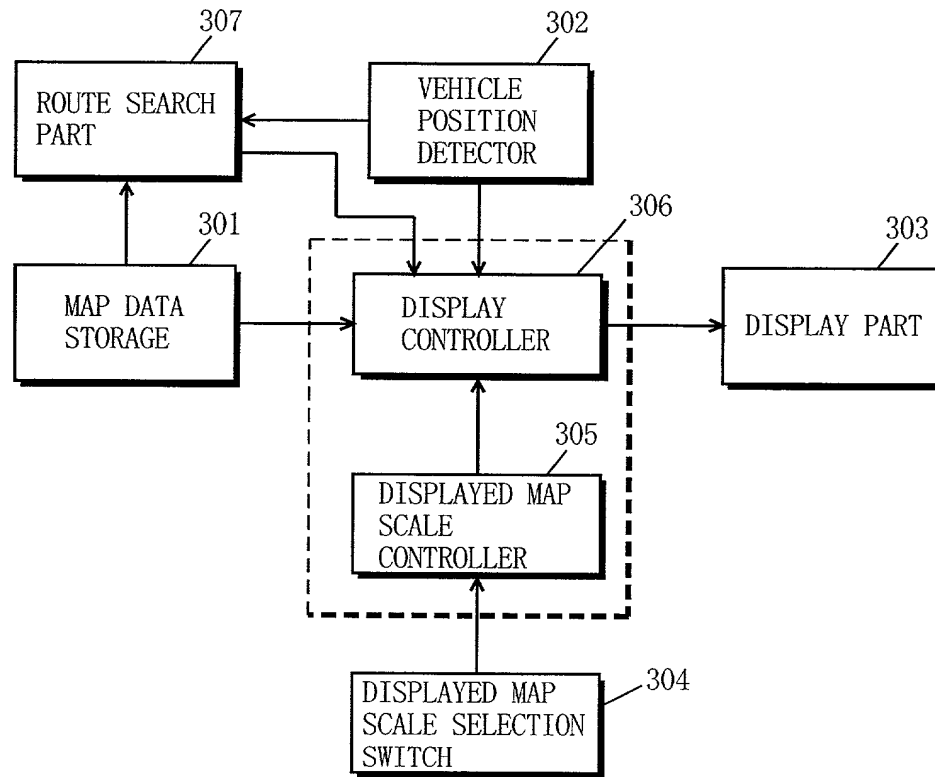 307
302
ROUTE SEARCH
PART
VEHICLE
POSITION
DETECTOR
301
306
303
MAP DATA
STORAGE
DISPLAY
CONTROLLER
DISPLAY PART
305
DISPLAYED MAP
SCALE
CONTROLLER
304
DISPLAYED MAP
SCALE SELECTION
SWITCH